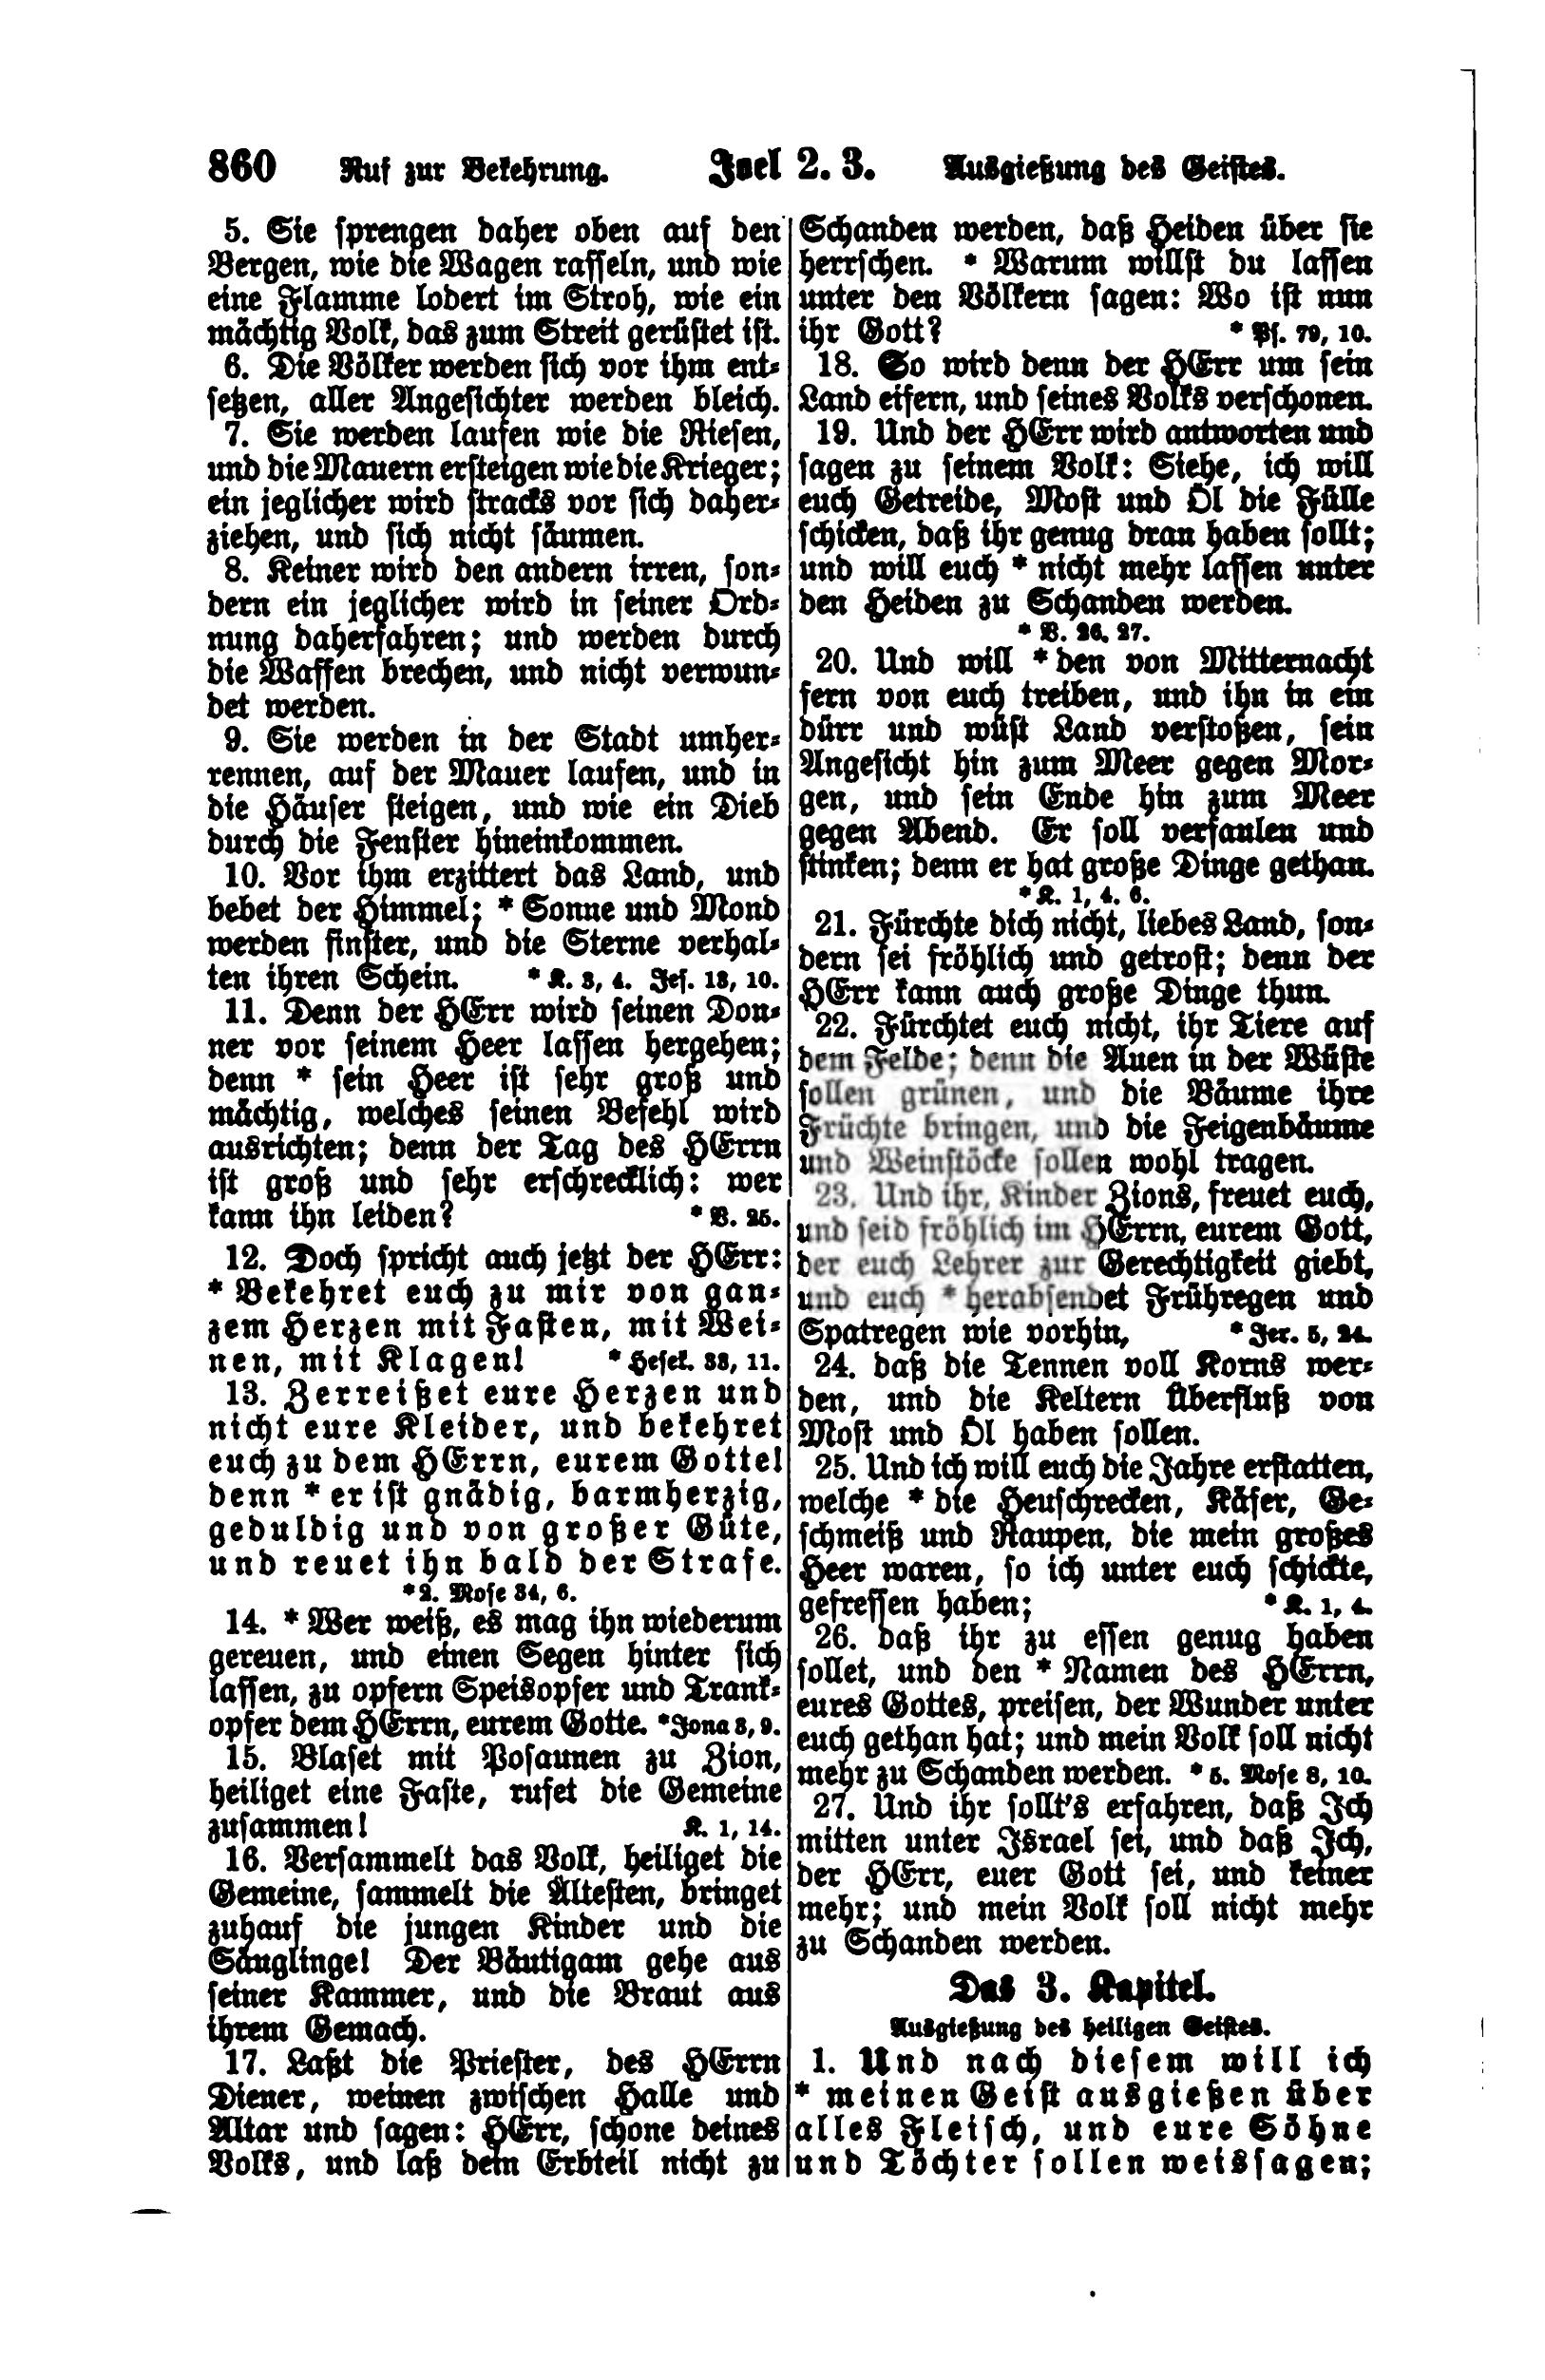 860 Ruf zur Bekehrung. Joel 2. 3. Ausgießung des Geistes.
5. Sie sprengen daher oben auf den
Bergen, wie die Wagen rasseln, und wie
eine Flamme lodert im Stroh, wie ein
mächtig Volk, das zum Streit gerüstet ist.
6. Die Völker werden sich vor ihm ent-
setzen, aller Angesichter werden bleich.
7. Sie werden laufen wie die Riesen,
und die Mauern ersteigen wie die Krieger;
ein jeglicher wird stracks vor sich daher-
ziehen, und sich nicht säumen.
8. Keiner wird den andern irren, son-
dern ein jeglicher wird in seiner Ord-
nung daherfahren; und werden durch
die Waffen brechen, und nicht verwun-
det werden.
9. Sie werden in der Stadt umher-
rennen, auf der Mauer laufen, und in
die Häuser steigen, und wie ein Dieb
durch die Fenster hineinkommen.
10. Vor ihm erzittert das Land, und
bebet der Himmel; * Sonne und Mond
werden finster, und die Sterne verhal-
ten ihren Schein. * K. 3, 4. Jes. 13, 10.
11. Denn der HErr wird seinen Don-
ner vor seinem Heer lassen hergehen;
denn * sein Heer ist sehr groß und
mächtig, welches seinen Befehl wird
ausrichten; denn der Tag des HErrn
ist groß und sehr erschrecklich: wer
kann ihn leiden? * V. 25.
12. Doch spricht auch jetzt der HErr:
* Bekehret euch zu mir von gan-
zem Herzen mit Fasten, mit Wei-
nen, mit Klagen! * Hesek. 33, 11.
13. Zerreißet eure Herzen und
nicht eure Kleider, und bekehret
euch zu dem HErrn, eurem Gotte!
denn * er ist gnädig, barmherzig,
geduldig und von großer Güte,
und reuet ihn bald der Strafe.
* 2. Mose 34, 6.
14. * Wer weiß, es mag ihn wiederum
gereuen, und einen Segen hinter sich
lassen, zu opfern Speisopfer und Trank-
opfer dem HErrn, eurem Gotte. * Jona 3, 9.
15. Blaset mit Posaunen zu Zion,
heiliget eine Faste, rufet die Gemeine
zusammen! K. 1, 14.
16. Versammelt das Volk, heiliget die
Gemeine, sammelt die Ältesten, bringet
zuhauf die jungen Kinder und die
Säuglinge! Der Bäutigam gehe aus
seiner Kammer, und die Braut aus
ihrem Gemach.
17. Laßt die Priester, des HErrn
Diener, weinen zwischen Halle und
Altar und sagen: HErr, schone deines
Volks, und laß dein Erbteil nicht zu
Schanden werden, daß Heiden über sie
herrschen. * Warum willst du lassen
unter den Völkern sagen: Wo ist nun
ihr Gott? * Ps. 79, 10.
18. So wird denn der HErr um sein
Land eifern, und seines Volks verschonen.
19. Und der HErr wird antworten und
sagen zu seinem Volk: Siehe, ich will
euch Getreide, Most und Öl die Fülle
schicken, daß ihr genug dran haben sollt;
und will euch * nicht mehr lassen unter
den Heiden zu Schanden werden.
* V. 26. 27.
20. Und will * den von Mitternacht
fern von euch treiben, und ihn in ein
dürr und wüst Land verstoßen, sein
Angesicht hin zum Meer gegen Mor-
gen, und sein Ende hin zum Meer
gegen Abend. Er soll verfaulen und
stinken; denn er hat große Dinge gethan.
* K. 1, 4. 6.
21. Fürchte dich nicht, liebes Land, son-
dern sei fröhlich und getrost; denn der
HErr kann auch große Dinge thun.
22. Fürchtet euch nicht, ihr Tiere auf
dem Felde; denn die Auen in der Wüste
sollen grünen, und die Bäume ihre
Früchte bringen, und die Feigenbäume
und Weinstöcke sollen wohl tragen.
23. Und ihr, Kinder Zions, freuet euch,
und seid fröhlich im HErrn, eurem Gott,
der euch Lehrer zur Gerechtigkeit giebt,
und euch * herabsendet Frühregen und
Spatregen wie vorhin, * Jer. 5, 24.
24. daß die Tennen voll Korns wer-
den, und die Keltern Überfluß von
Most und Öl haben sollen.
25. Und ich will euch die Jahre erstatten,
welche * die Heuschrecken, Käfer, Ge-
schmeiß und Raupen, die mein großes
Heer waren, so ich unter euch schickte,
gefressen haben; * K. 1, 4.
26. daß ihr zu essen genug haben
sollet, und den * Namen des HErrn,
eures Gottes, preisen, der Wunder unter
euch gethan hat; und mein Volk soll nicht
mehr zu Schanden werden. * 5. Mose 8, 10.
27. Und ihr sollt's erfahren, daß Ich
mitten unter Israel sei, und daß Ich,
der HErr, euer Gott sei, und keiner
mehr; und mein Volk soll nicht mehr
zu Schanden werden.
Das 3. Kapitel.
Ausgießung des heiligen Geistes.
1. Und nach diesem will ich
* meinen Geist ausgießen über
alles Fleisch, und eure Söhne
und Töchter sollen weissagen;